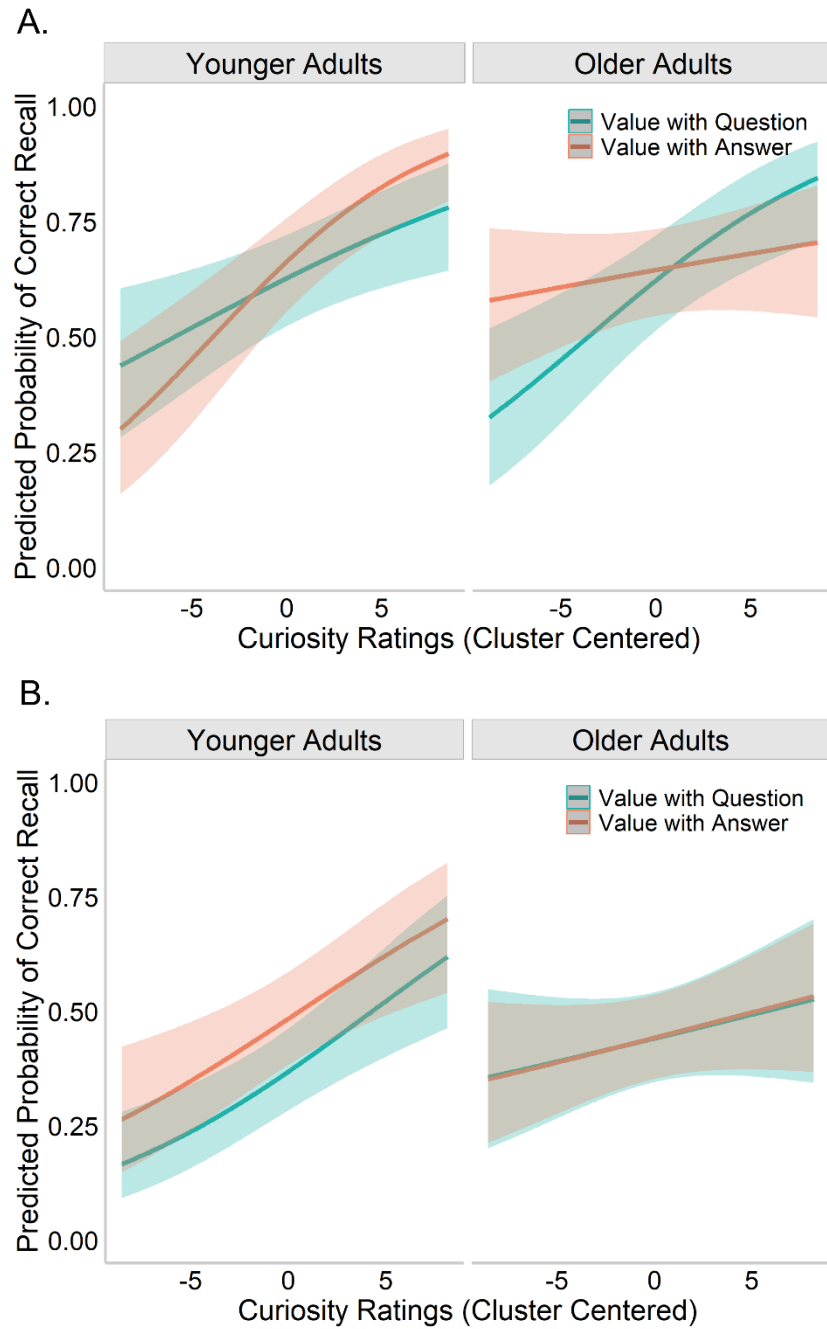 A.
Younger Adults
Older Adults
Predicted Probability of Correct Recall
1.00
0.75
0.50
0.25
0.00
Value with Question
Value with Answer
-5 0 5
-5 0 5
Curiosity Ratings (Cluster Centered)
B.
Younger Adults
Older Adults
Predicted Probability of Correct Recall
1.00
0.75
0.50
0.25
0.00
Value with Question
Value with Answer
-5 0 5
-5 0 5
Curiosity Ratings (Cluster Centered)